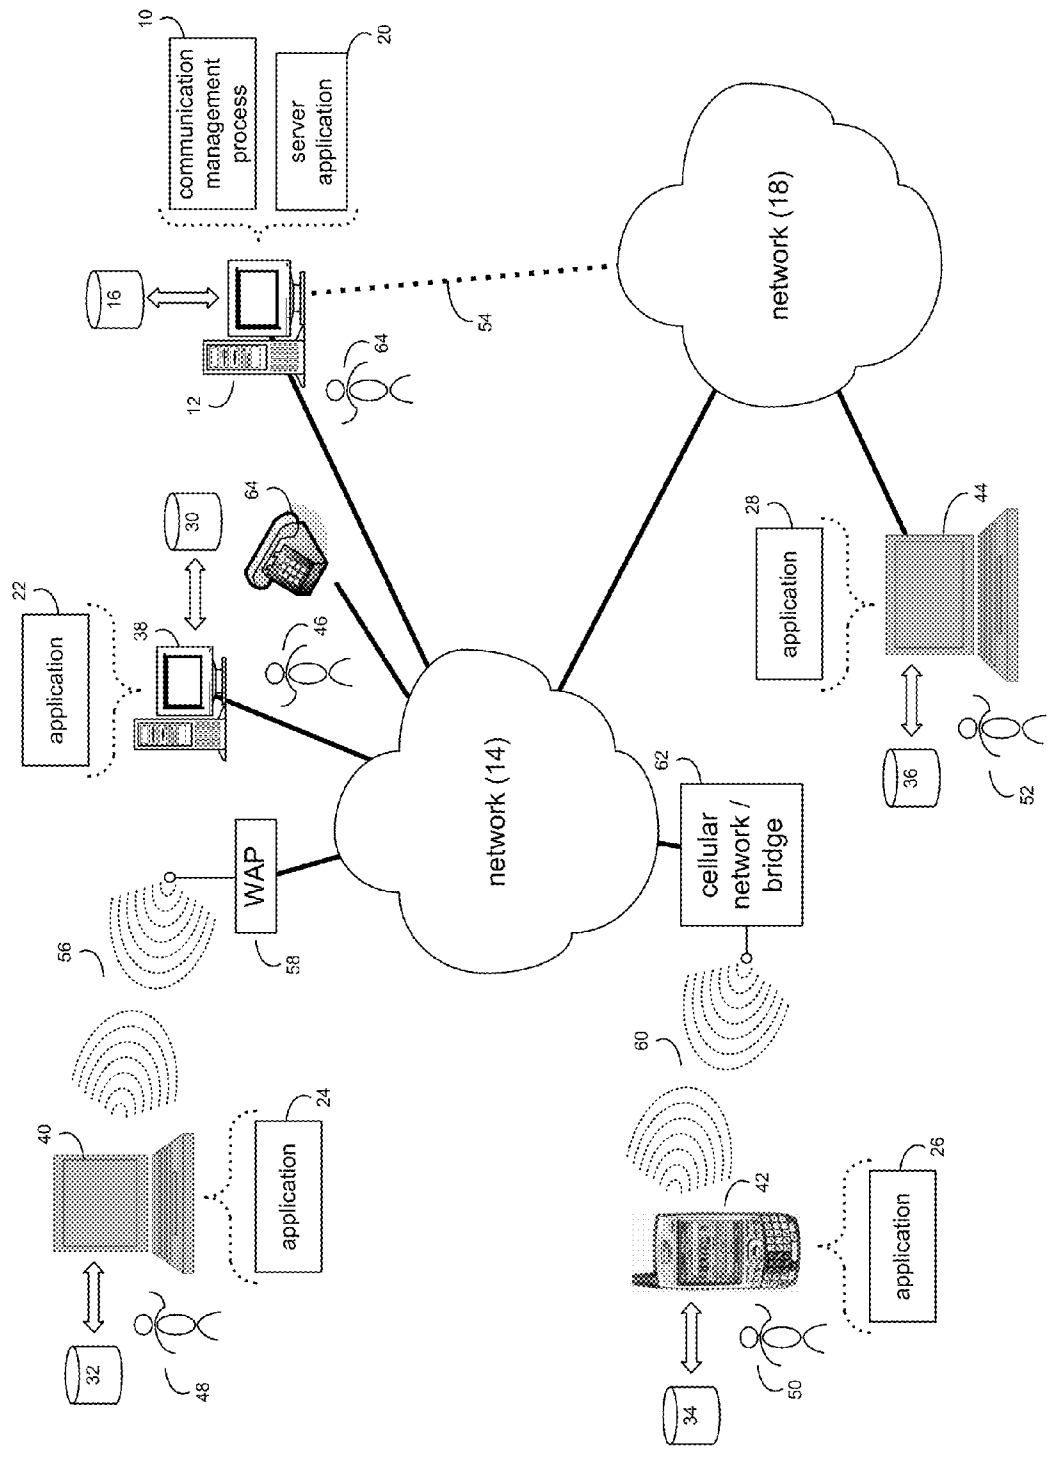 22
40
application
56
32
16
38
10
communication
management
process
30
12
48
WAP
64
server
application
58
application
46
24
64
20
54
network (14)
60
62
34
cellular
network /
bridge
28
42
network (18)
application
50
application
36
26
44
52